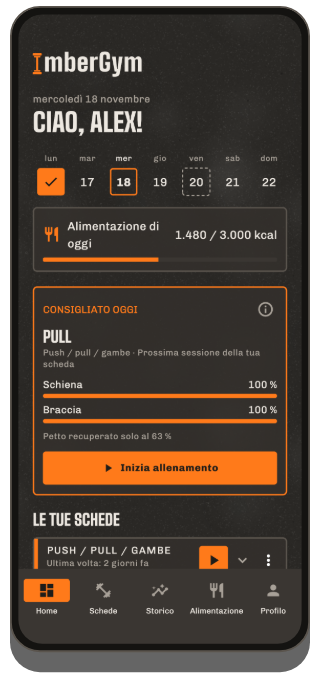 mberGym
mercoledì 18 novembre
CIAO, ALEX!
lun mar mer gio ven sab dom
17 18 19 20 21 22
Alimentazione di
oggi
1.480 / 3.000 kcal
CONSIGLIATO OGGI
PULL
Push / pull / gambe · Prossima sessione della tua
scheda
Schiena 100 %
Braccia 100 %
Petto recuperato solo al 63 %
Inizia allenamento
LE TUE SCHEDE
PUSH / PULL / GAMBE
Ultima volta: 2 giorni fa
Home Schede Storico Alimentazione Profilo